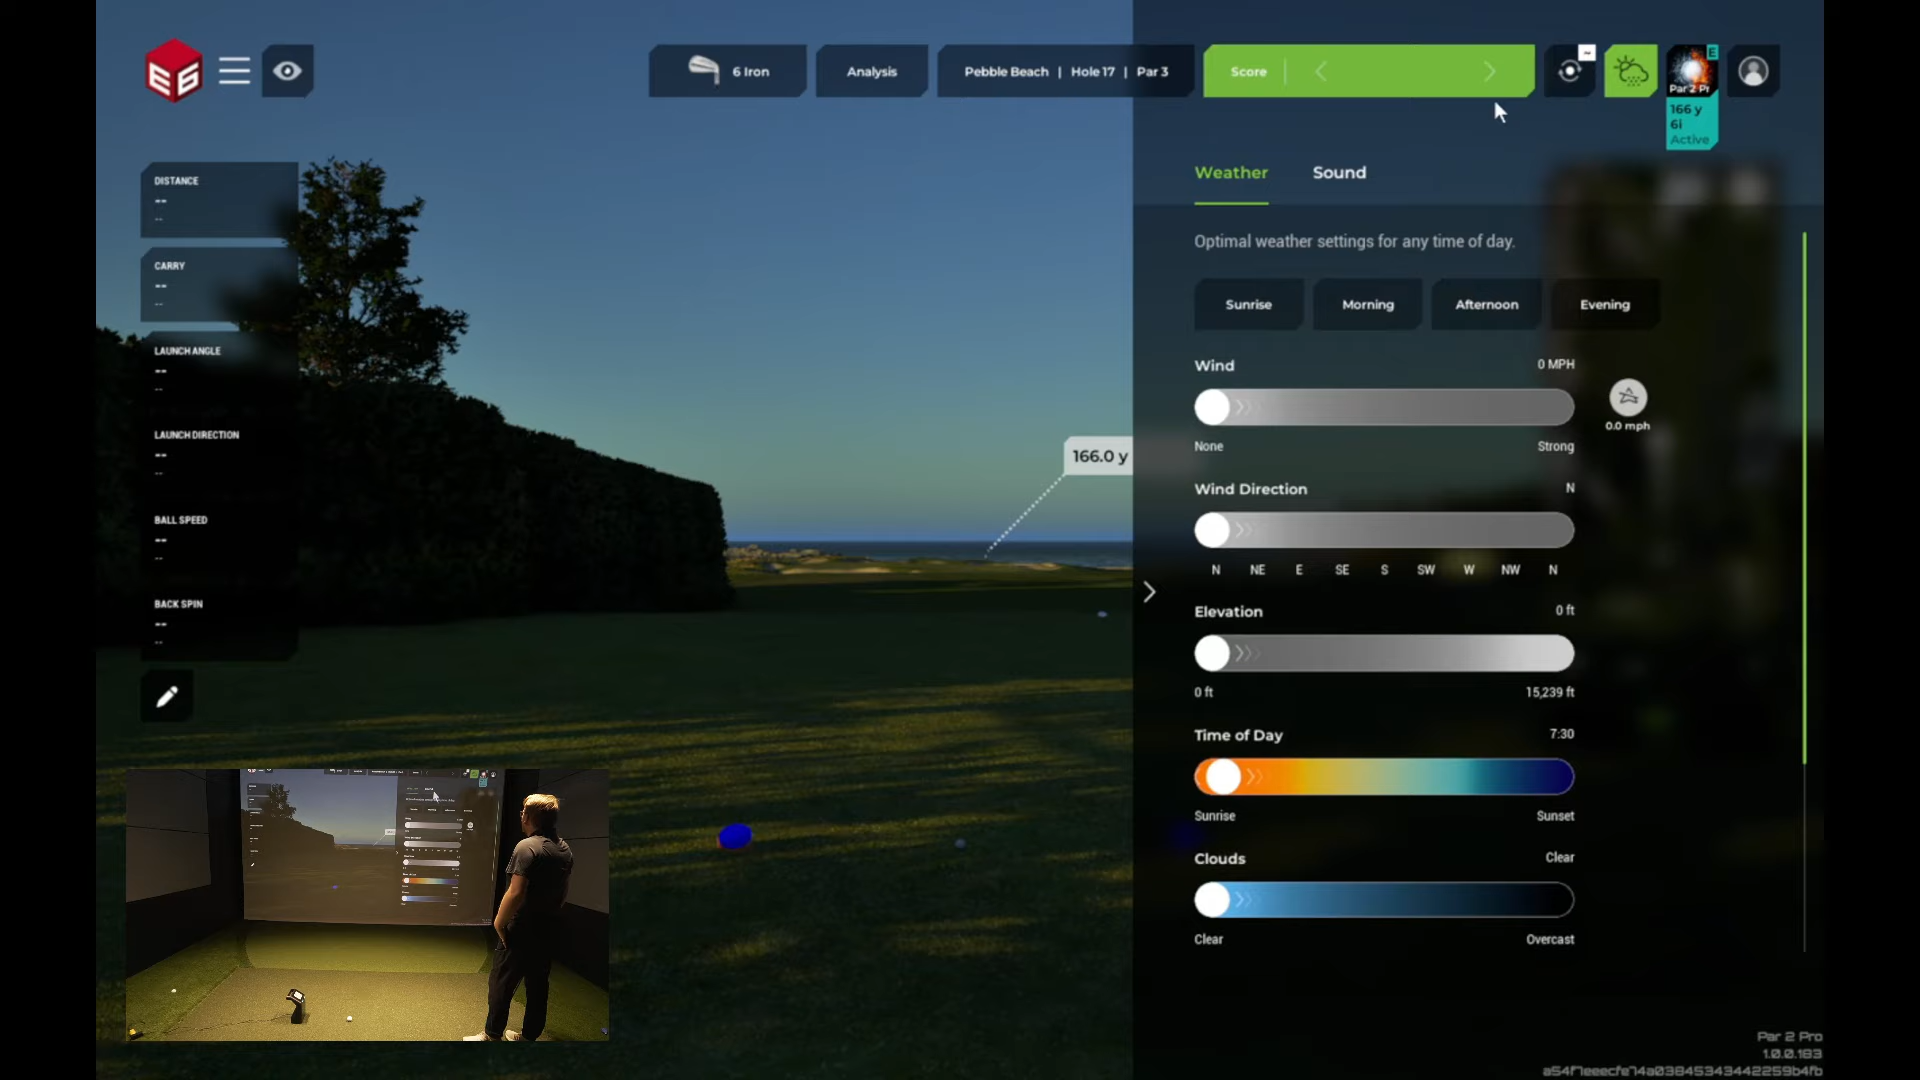 E6
6 Iron
Analysis
Pebble Beach | Hole 17 | Par 3
Score
~
E
Par 2 Pr
166 y
6i
Active
DISTANCE
--
--
CARRY
--
--
LAUNCH ANGLE
--
--
LAUNCH DIRECTION
--
--
BALL SPEED
--
--
BACK SPIN
--
--
166.0 y
Weather
Sound
Optimal weather settings for any time of day.
Sunrise
Morning
Afternoon
Evening
Wind
0 MPH
None
Strong
0.0 mph
Wind Direction
N
N NE E SE S SW W NW N
Elevation
0 ft
0 ft
15,239 ft
Time of Day
7:30
Sunrise
Sunset
Clouds
Clear
Clear
Overcast
Par 2 Pro
1.0.0.183